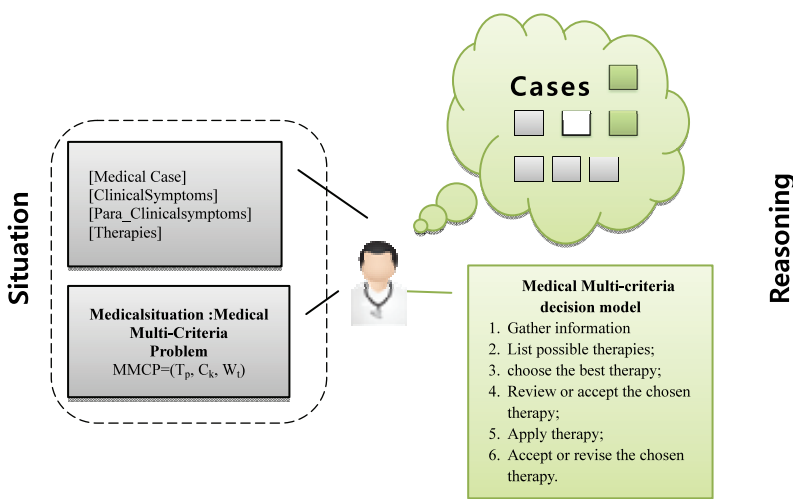 Situation
[Medical Case]
[ClinicalSymptoms]
[Para_Clinicalsymptoms]
[Therapies]
Medicalsituation :Medical
Multi-Criteria
Problem
MMCP=(Tp, Ck, Wt)
Cases
Medical Multi-criteria
decision model
1. Gather information
2. List possible therapies;
3. choose the best therapy;
4. Review or accept the chosen
therapy;
5. Apply therapy;
6. Accept or revise the chosen
therapy.
Reasoning